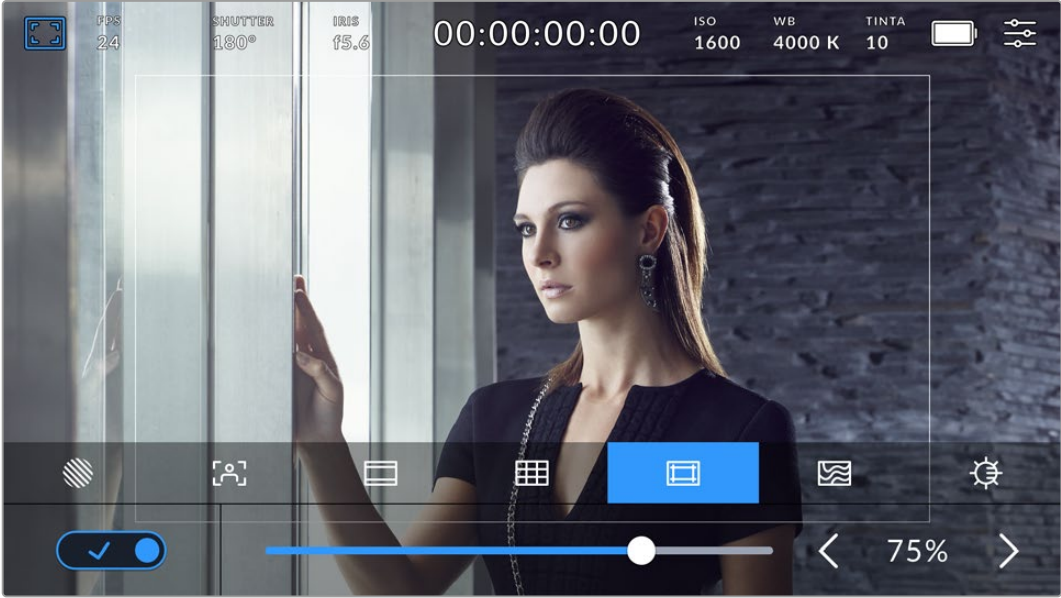 FPS SHUTTER IRIS 00:00:00:00 ISO WB TINTA
24 180° f5.6 1600 4000 K 10
75%